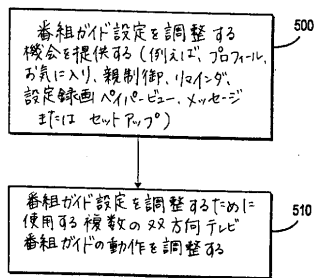 番組ガイド設定を調整する
機会を提供する(例えば、プロフィール、
お気に入り、親制御、リマインダ、
設定録画 ペイパービュー、メッセージ
または セットアップ)
500
番組ガイド設定を調整するために
使用する複数の双方向テレビ
番組ガイドの動作を調整する
510